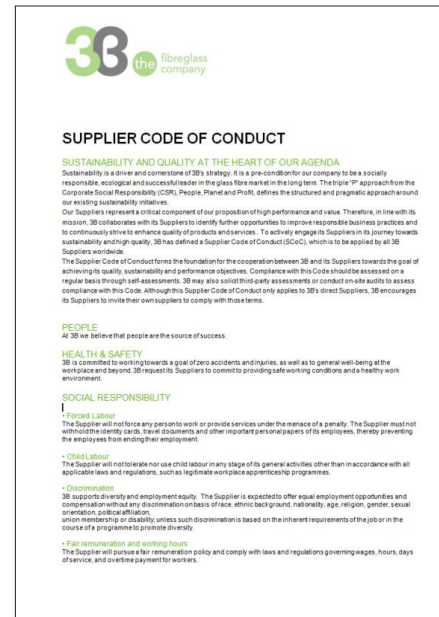 3B the fibreglass
company
SUPPLIER CODE OF CONDUCT
SUSTAINABILITY AND QUALITY AT THE HEART OF OUR AGENDA
Sustainability is a driver and cornerstone of 3B's strategy. It is a pre-condition for our company to be a socially
responsible, ecological and successful leader in the glass fibre market in the long term. The triple "P" approach from the
Corporate Social Responsibility (CSR), People, Planet and Profit, defines the structured and pragmatic approach around
our existing sustainability initiatives.
Our Suppliers represent a critical component of our proposition of high performance and value. Therefore, in line with its
mission, 3B collaborates with its Suppliers to identify further opportunities to improve responsible business practices and
to continuously strive to enhance quality of products and services. To actively engage its Suppliers in its journey towards
sustainability and high quality, 3B has defined a Supplier Code of Conduct (SCoC), which is to be applied by all 3B
Suppliers worldwide.
The Supplier Code of Conduct forms the foundation for the cooperation between 3B and its Suppliers towards the goal of
achieving its quality, sustainability and performance objectives. Compliance with this Code should be assessed on a
regular basis through self-assessments. 3B may also solicit third-party assessments or conduct on-site audits to assess
compliance with this Code. Although this Supplier Code of Conduct only applies to 3B's direct Suppliers, 3B encourages
its Suppliers to invite their own suppliers to comply with those terms.
PEOPLE
At 3B we believe that people are the source of success.
HEALTH & SAFETY
3B is committed to working towards a goal of zero accidents and injuries, as well as to general well-being at the
workplace and beyond. 3B request its Suppliers to commit to providing safe working conditions and a healthy work
environment.
SOCIAL RESPONSIBILITY
• Forced Labour
The Supplier will not force any person to work or provide services under the menace of a penalty. The Supplier must not
withhold the identity cards, travel documents and other important personal papers of its employees, thereby preventing
the employees from ending their employment.
• Child Labour
The Supplier will not tolerate nor use child labour in any stage of its general activities other than in accordance with all
applicable laws and regulations, such as legitimate workplace apprenticeship programmes.
• Discrimination
3B supports diversity and employment equity. The Supplier is expected to offer equal employment opportunities and
compensation without any discrimination on basis of race, ethnic background, nationality, age, religion, gender, sexual
orientation, political affiliation,
union membership or disability; unless such discrimination is based on the inherent requirements of the job or in the
course of a programme to promote diversity.
• Fair remuneration and working hours
The Supplier will pursue a fair remuneration policy and comply with laws and regulations governing wages, hours, days
of service, and overtime payment for workers.